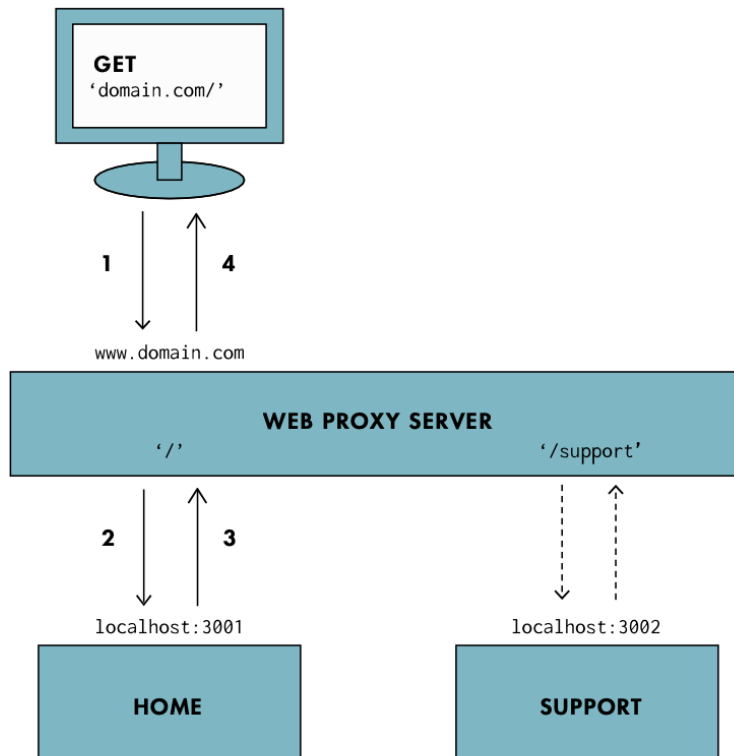 GET
‘domain.com/’
1
4
www.domain.com
WEB PROXY SERVER
‘/’
‘/support’
2
3
localhost:3001
localhost:3002
HOME
SUPPORT